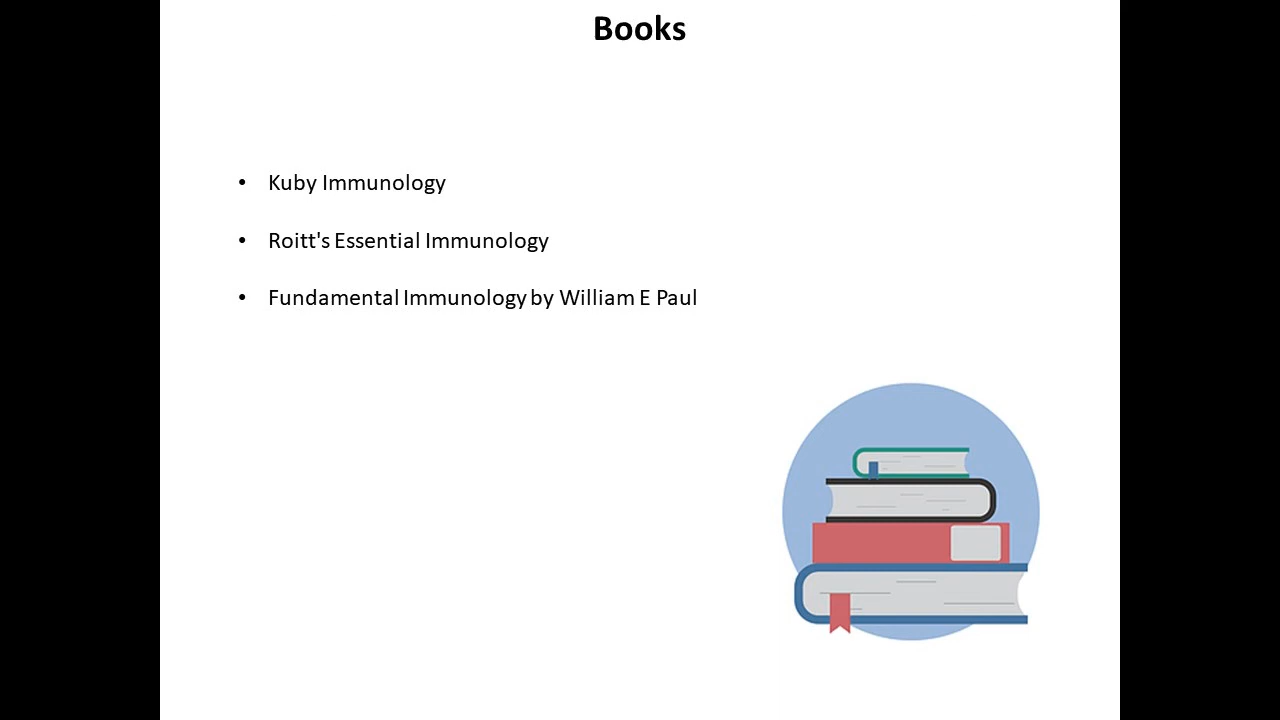 Books
• Kuby Immunology
• Roitt's Essential Immunology
• Fundamental Immunology by William E Paul